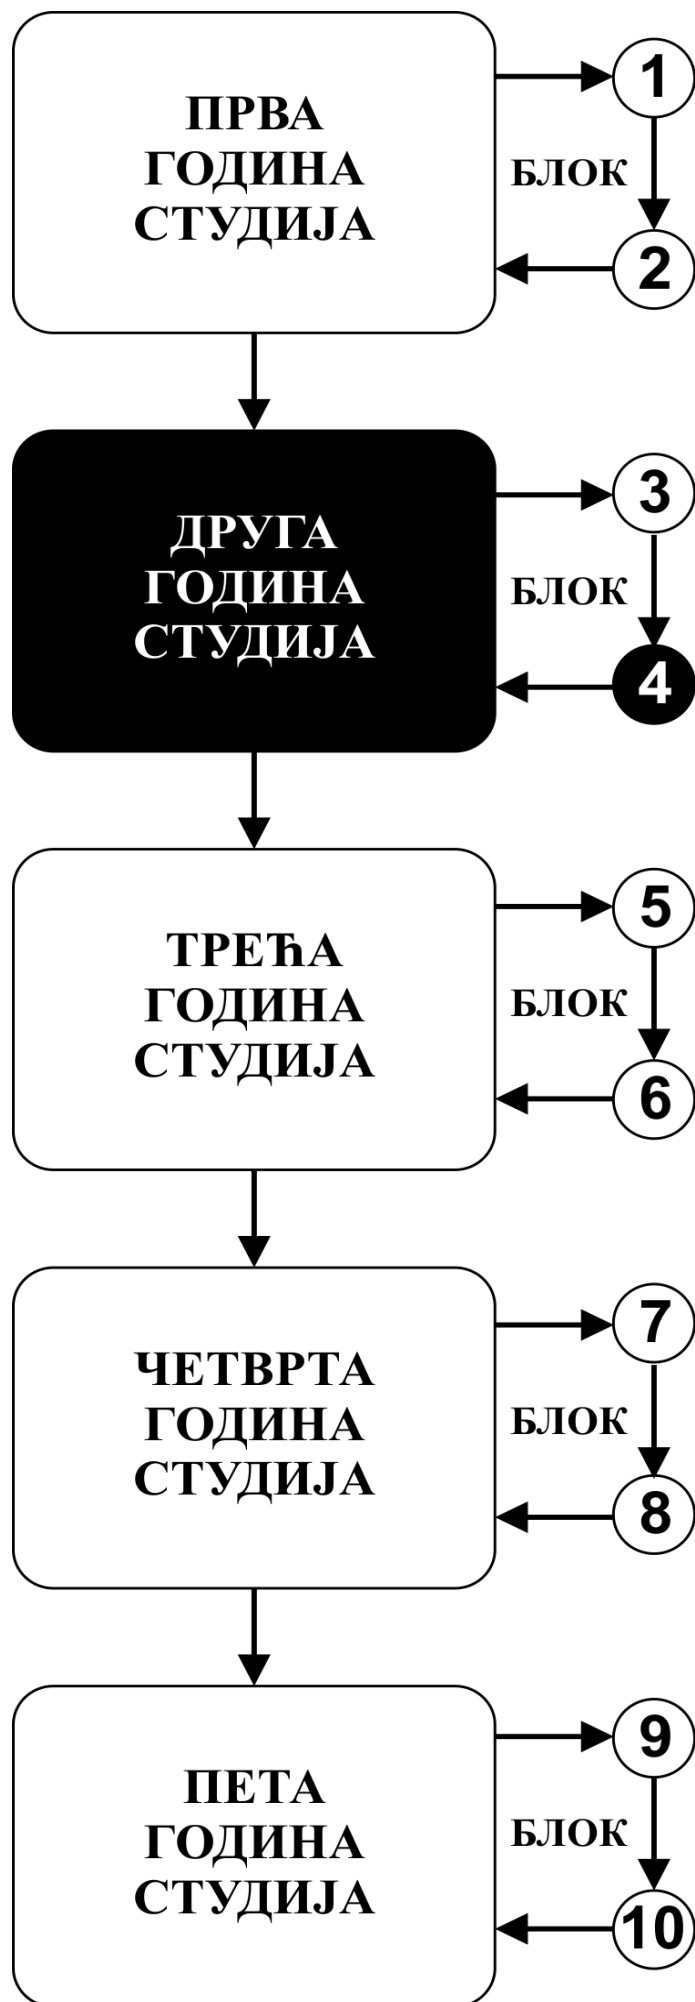 ПРВА
ГОДИНА
СТУДИЈА
1
БЛОК
2
ДРУГА
ГОДИНА
СТУДИЈА
3
БЛОК
4
ТРЕЋА
ГОДИНА
СТУДИЈА
5
БЛОК
6
ЧЕТВРТА
ГОДИНА
СТУДИЈА
7
БЛОК
8
ПЕТА
ГОДИНА
СТУДИЈА
9
БЛОК
10